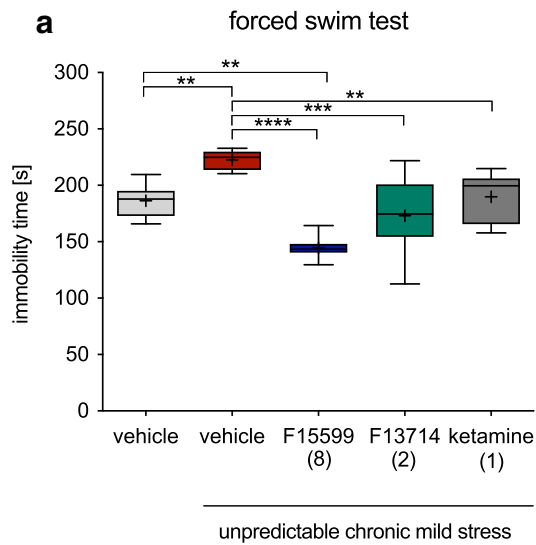 a
forced swim test
immobility time [s]
300
250
200
150
100
50
0
**
**
**
***
****
vehicle vehicle F15599 F13714 ketamine
(8) (2) (1)
unpredictable chronic mild stress